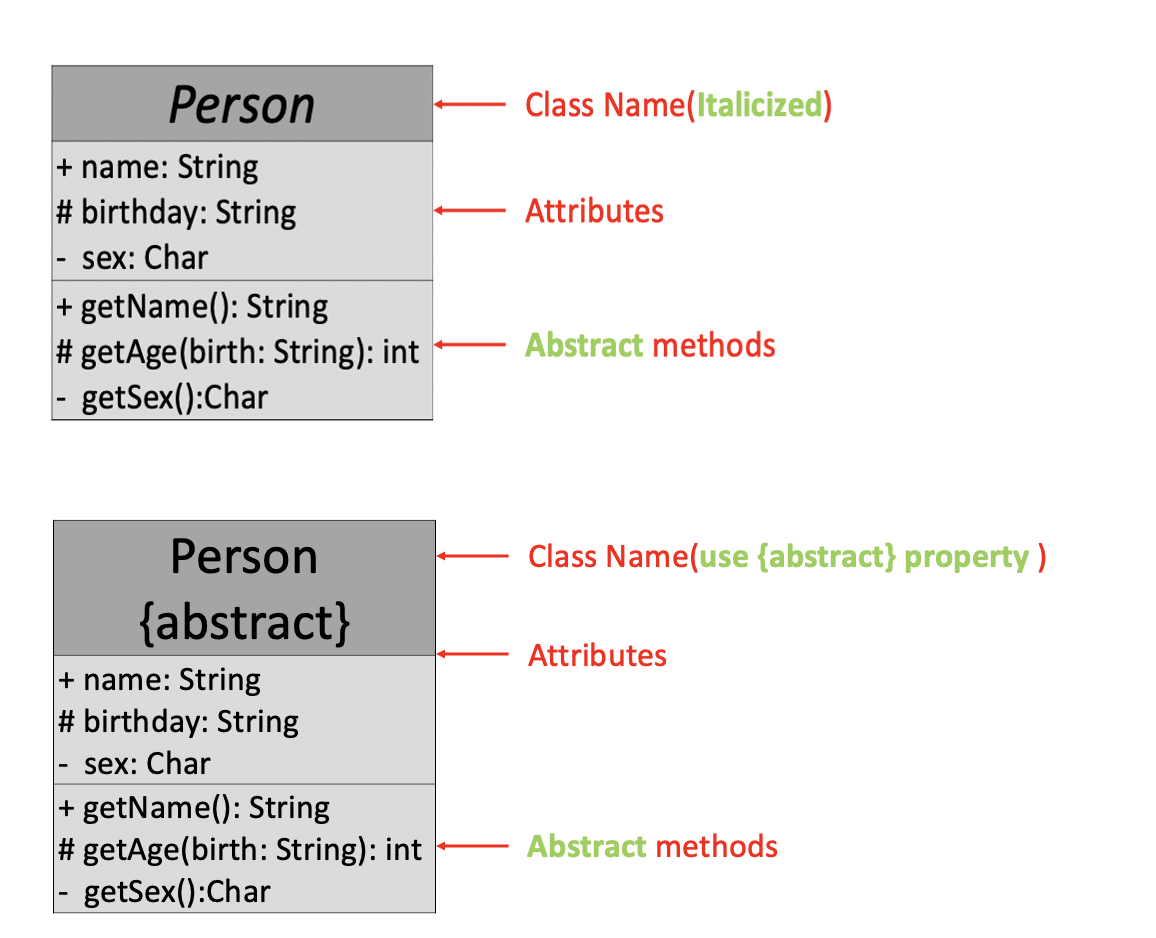 Person
Class Name(Italicized)
+ name: String
# birthday: String
- sex: Char
Attributes
+ getName(): String
# getAge(birth: String): int
- getSex():Char
Abstract methods
Person
{abstract}
Class Name(use {abstract} property )
Attributes
+ name: String
# birthday: String
- sex: Char
+ getName(): String
# getAge(birth: String): int
- getSex():Char
Abstract methods